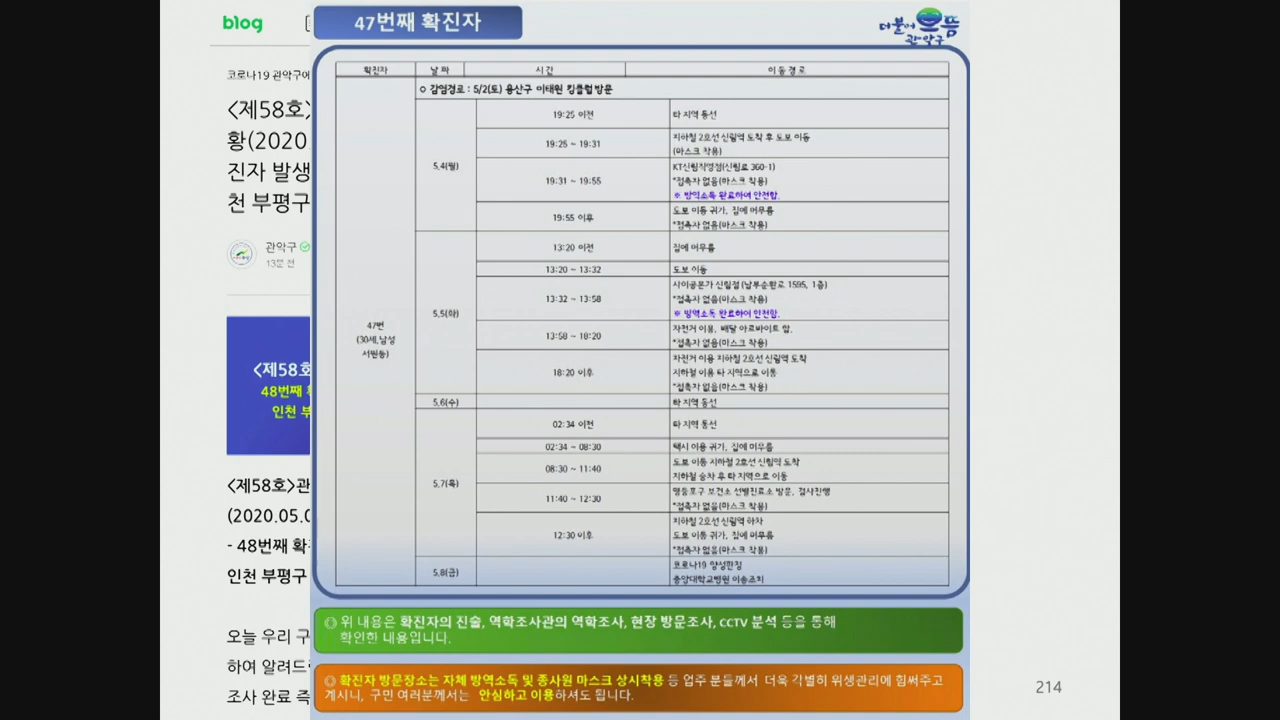 blog
코로나19 관악구에
<제58호>
황(2020.
진자 발생
천 부평구
관악구
13분 전
<제58호
48번째
인천 부
<제58호>관
(2020.05.0
- 48번째 확
인천 부평구
오늘 우리 구
하여 알려드
조사 완료 즉
47번째 확진자
더불어 으뜸
관악구
확진자 날짜 시간 이동경로
47번
(30세,남성
서원동)
○ 감염경로 : 5/2(토) 용산구 이태원 킹클럽 방문
5.4(월)
19:25 이전 타 지역 동선
19:25 ~ 19:31 지하철 2호선 신림역 도착 후 도보 이동
(마스크 착용)
19:31 ~ 19:55 KT신림직영점(신림로 360-1)
*접촉자 없음(마스크 착용)
※ 방역소독 완료하여 안전함.
19:55 이후 도보 이동 귀가, 집에 머무름
*접촉자 없음(마스크 착용)
5.5(화)
13:20 이전 집에 머무름
13:20 ~ 13:32 도보 이동
13:32 ~ 13:58 사이공본가 신림점 (남부순환로 1595, 1층)
*접촉자 없음(마스크 착용)
※ 방역소독 완료하여 안전함.
13:58 ~ 18:20 자전거 이용, 배달 아르바이트 함.
*접촉자 없음(마스크 착용)
18:20 이후 자전거 이용 지하철 2호선 신림역 도착
지하철 이용 타 지역으로 이동
*접촉자 없음(마스크 착용)
5.6(수) 타 지역 동선
5.7(목)
02:34 이전 타 지역 동선
02:34 ~ 08:30 택시 이용 귀가, 집에 머무름
08:30 ~ 11:40 도보 이동 지하철 2호선 신림역 도착
지하철 승차 후 타 지역으로 이동
11:40 ~ 12:30 영등포구 보건소 선별진료소 방문, 검사진행
*접촉자 없음(마스크 착용)
12:30 이후 지하철 2호선 신림역 하차
도보 이동 귀가, 집에 머무름
*접촉자 없음(마스크 착용)
5.8(금) 코로나19 양성판정
중앙대학교병원 이송조치
◎ 위 내용은 확진자의 진술, 역학조사관의 역학조사, 현장 방문조사, CCTV 분석 등을 통해
확인한 내용입니다.
◎ 확진자 방문장소는 자체 방역소독 및 종사원 마스크 상시착용 등 업주 분들께서 더욱 각별히 위생관리에 힘써주고
계시니, 구민 여러분께서는 안심하고 이용하셔도 됩니다.
214